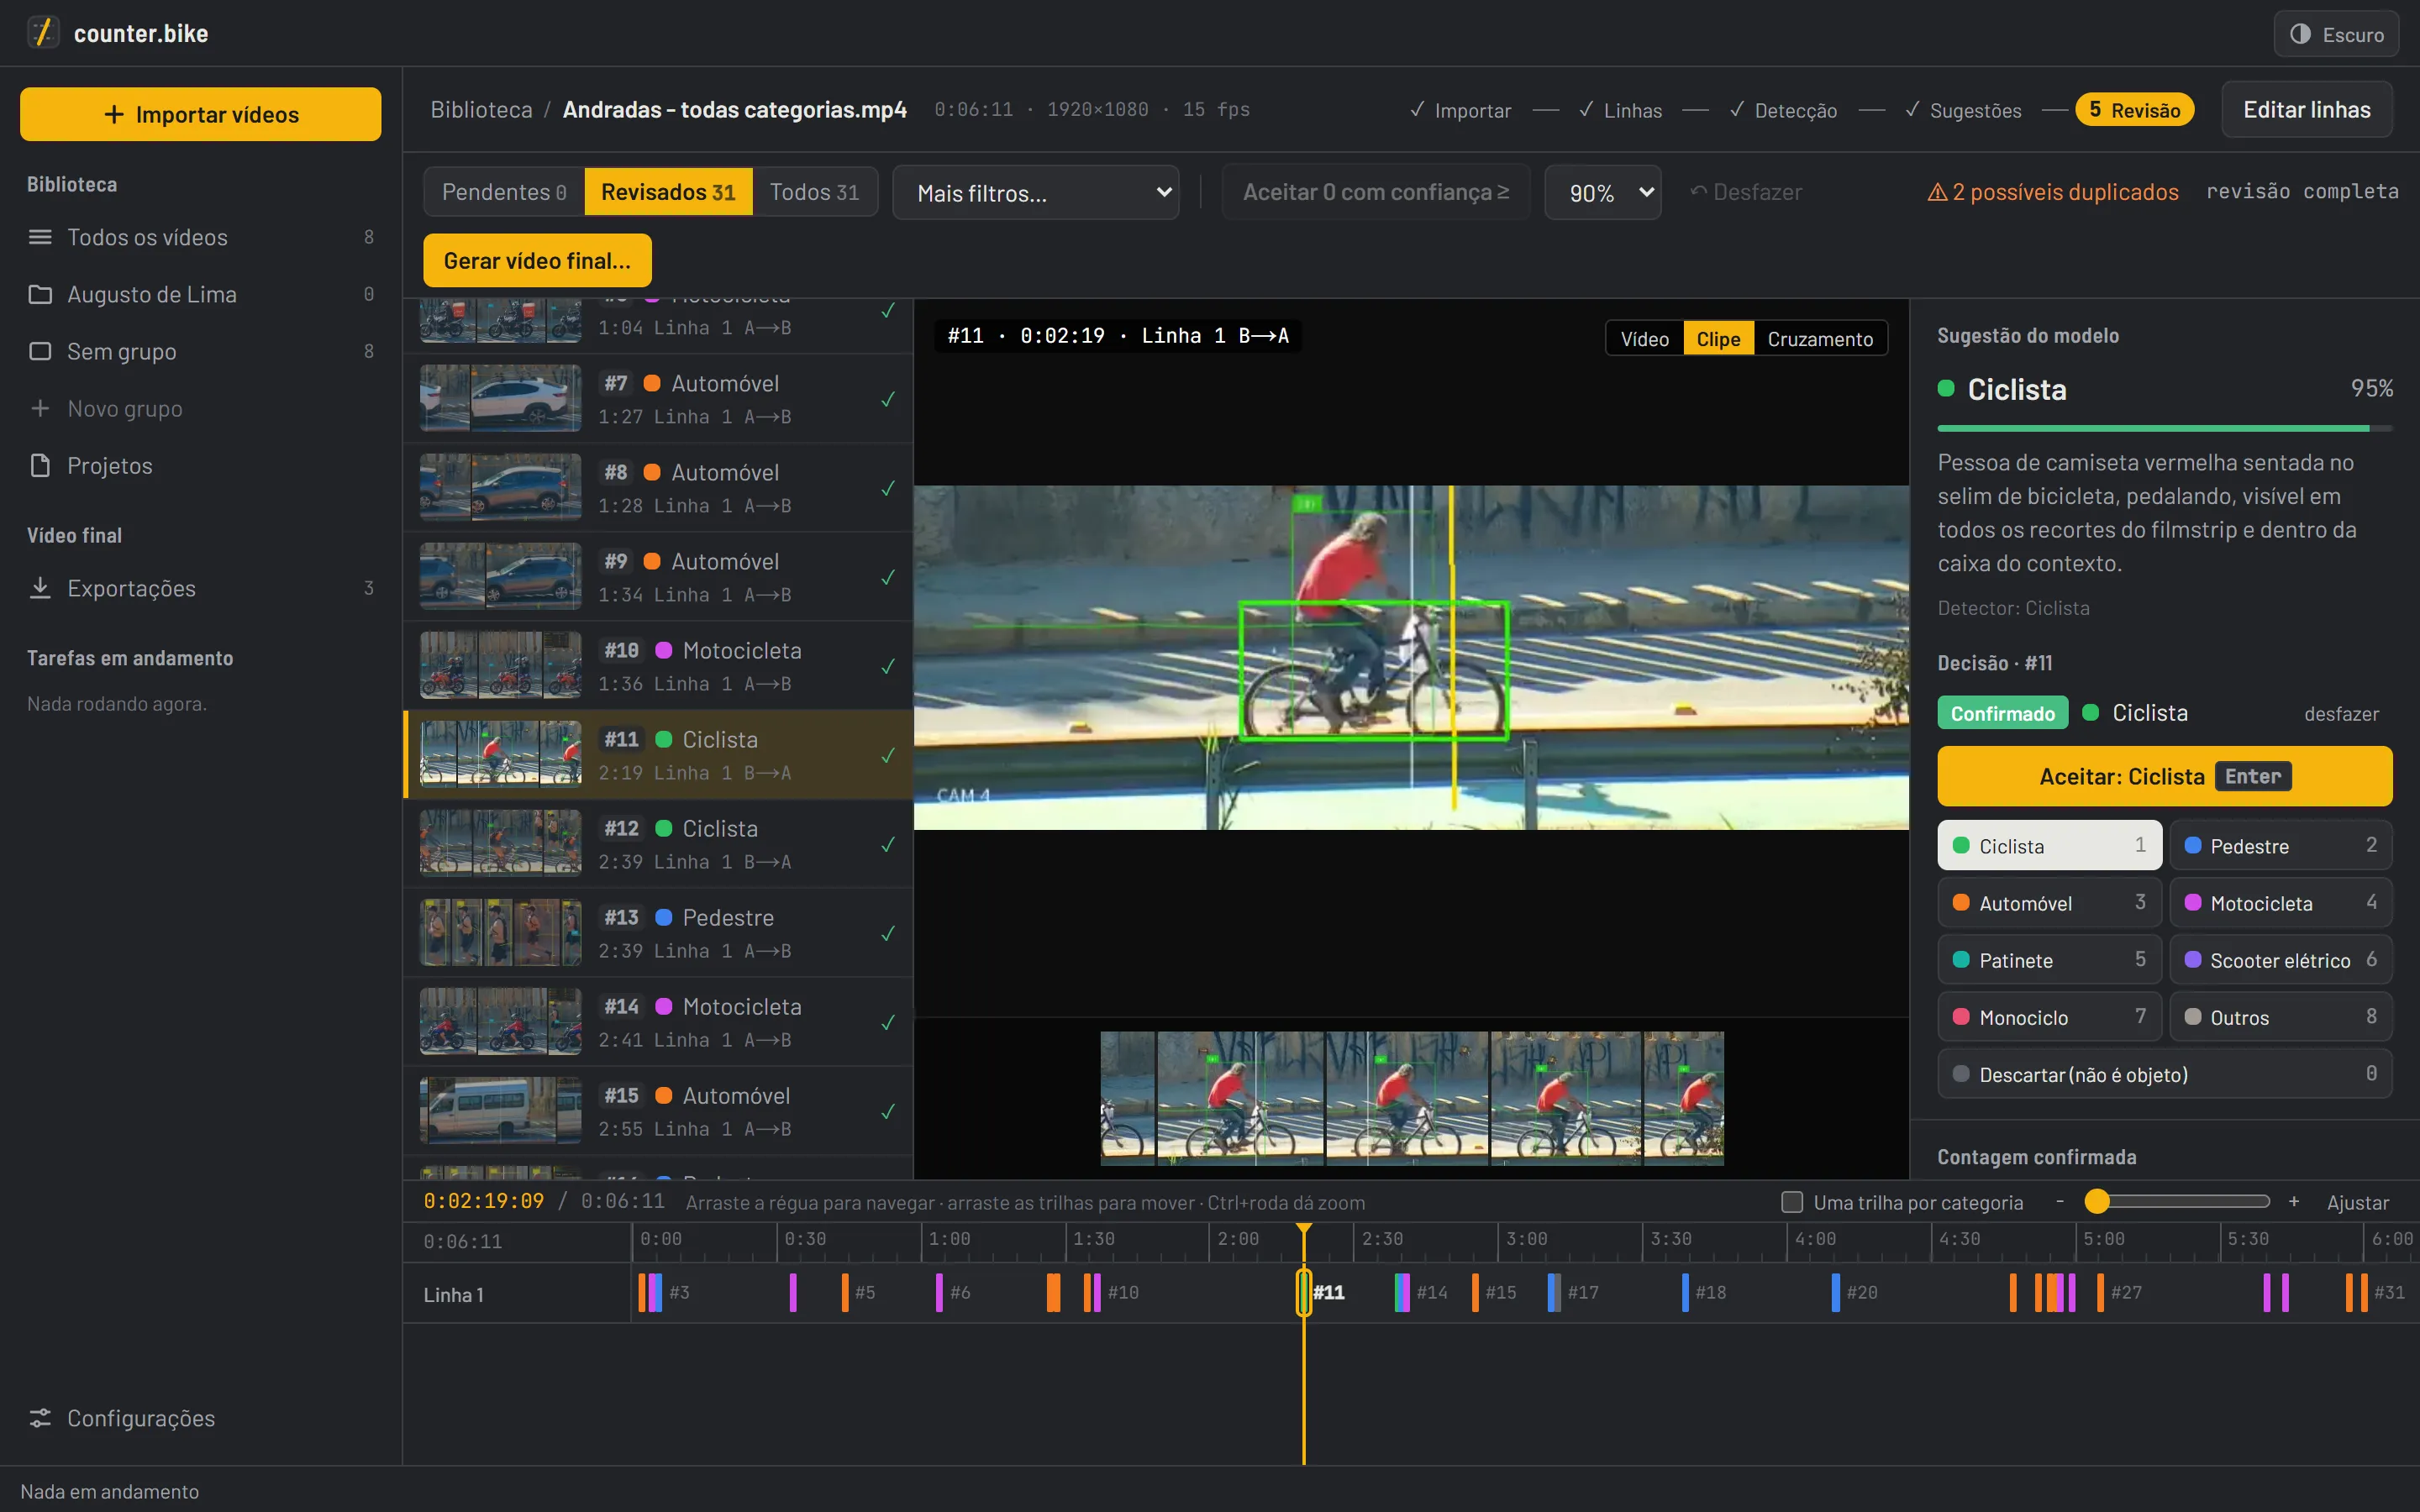 counter.bike
Escuro
Importar vídeos
Biblioteca / Andradas - todas categorias.mp4 0:06:11 · 1920×1080 · 15 fps
✓ Importar — ✓ Linhas — ✓ Detecção — ✓ Sugestões — 5 Revisão
Editar linhas
Biblioteca
Todos os vídeos 8
Augusto de Lima 0
Sem grupo 8
Novo grupo
Projetos
Vídeo final
Exportações 3
Tarefas em andamento
Nada rodando agora.
Configurações
Pendentes 0
Revisados 31
Todos 31
Mais filtros...
Aceitar 0 com confiança ≥
90%
Desfazer
2 possíveis duplicados
revisão completa
Gerar vídeo final...
1:04 Linha 1 A→B
#7 Automóvel
1:27 Linha 1 A→B
#8 Automóvel
1:28 Linha 1 A→B
#9 Automóvel
1:34 Linha 1 A→B
#10 Motocicleta
1:36 Linha 1 A→B
#11 Ciclista
2:19 Linha 1 B→A
#12 Ciclista
2:39 Linha 1 B→A
#13 Pedestre
2:39 Linha 1 A→B
#14 Motocicleta
2:41 Linha 1 A→B
#15 Automóvel
2:55 Linha 1 A→B
#11 · 0:02:19 · Linha 1 B→A
Vídeo
Clipe
Cruzamento
CAM 4
Sugestão do modelo
Ciclista 95%
Pessoa de camiseta vermelha sentada no
selim de bicicleta, pedalando, visível em
todos os recortes do filmstrip e dentro da
caixa do contexto.
Detector: Ciclista
Decisão · #11
Confirmado Ciclista desfazer
Aceitar: Ciclista Enter
Ciclista 1
Pedestre 2
Automóvel 3
Motocicleta 4
Patinete 5
Scooter elétrico 6
Monociclo 7
Outros 8
Descartar (não é objeto) 0
Contagem confirmada
0:02:19:09 / 0:06:11 Arraste a régua para navegar · arraste as trilhas para mover · Ctrl+roda dá zoom
Uma trilha por categoria - + Ajustar
0:06:11 0:00 0:30 1:00 1:30 2:00 2:30 3:00 3:30 4:00 4:30 5:00 5:30 6:00
Linha 1 #3 #5 #6 #10 #11 #14 #15 #17 #18 #20 #27 #31
Nada em andamento